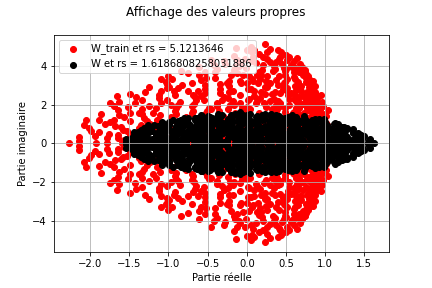 Affichage des valeurs propres
W_train et rs = 5.1213646
W et rs = 1.6186808258031886
Partie imaginaire
4
2
0
−2
−4
−2.0 −1.5 −1.0 −0.5 0.0 0.5 1.0 1.5
Partie réelle